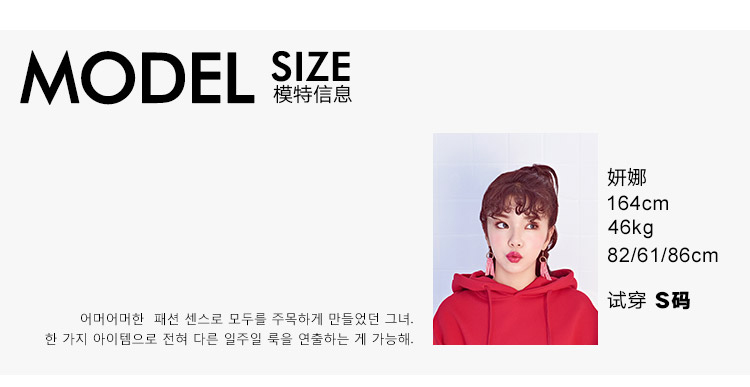 MODEL SIZE
模特信息
妍娜
164cm
46kg
82/61/86cm
试穿 S码
어머어머한 패션 센스로 모두를 주목하게 만들었던 그녀.
한 가지 아이템으로 전혀 다른 일주일 룩을 연출하는 게 가능해.